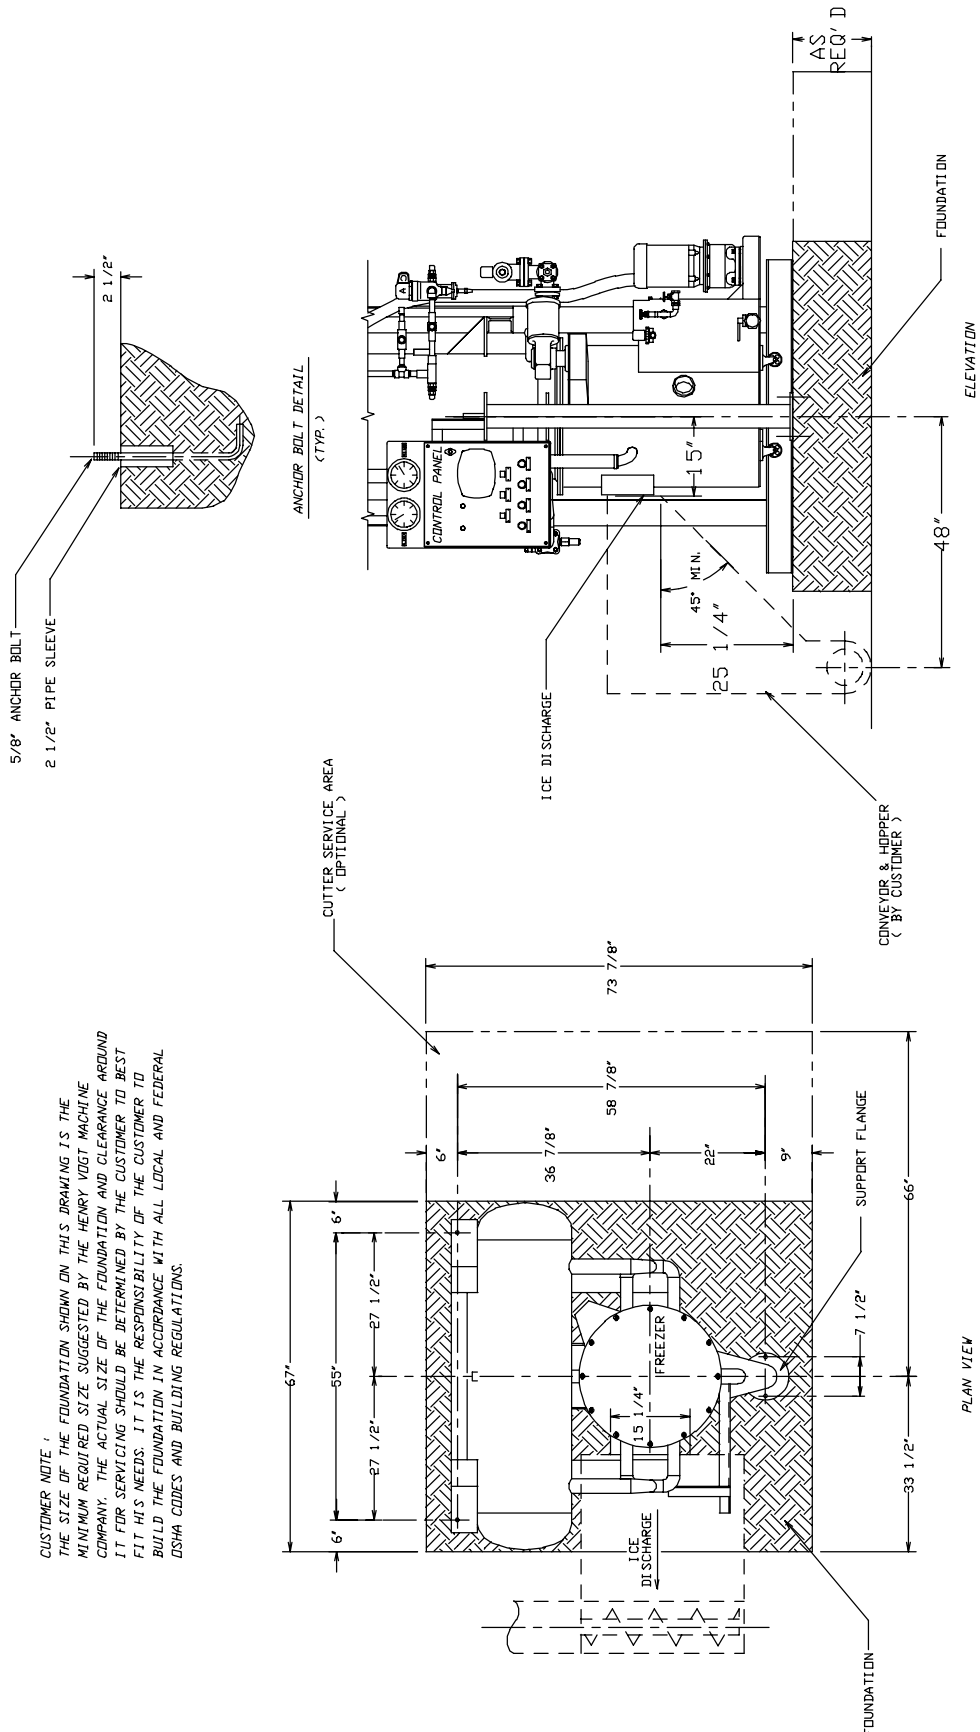 CUSTOMER NOTE :
THE SIZE OF THE FOUNDATION SHOWN ON THIS DRAWING IS THE
MINIMUM REQUIRED SIZE SUGGESTED BY THE HENRY VOGT MACHINE
COMPANY. THE ACTUAL SIZE OF THE FOUNDATION AND CLEARANCE AROUND
IT FOR SERVICING SHOULD BE DETERMINED BY THE CUSTOMER TO BEST
FIT HIS NEEDS. IT IS THE RESPONSIBILITY OF THE CUSTOMER TO
BUILD THE FOUNDATION IN ACCORDANCE WITH ALL LOCAL AND FEDERAL
OSHA CODES AND BUILDING REGULATIONS.
5/8" ANCHOR BOLT
2 1/2" PIPE SLEEVE
2 1/2"
ANCHOR BOLT DETAIL
(TYP.)
CUTTER SERVICE AREA
( OPTIONAL )
67"
6"
55"
6"
27 1/2"
27 1/2"
6"
36 7/8"
22"
9"
58 7/8"
73 7/8"
FREEZER
15 1/4"
ICE
DISCHARGE
SUPPORT FLANGE
7 1/2"
33 1/2"
66"
FOUNDATION
PLAN VIEW
CONTROL PANEL
A
ICE DISCHARGE
15"
45° MIN.
25 1/4"
48"
AS
REQ'D
CONVEYOR & HOPPER
( BY CUSTOMER )
FOUNDATION
ELEVATION